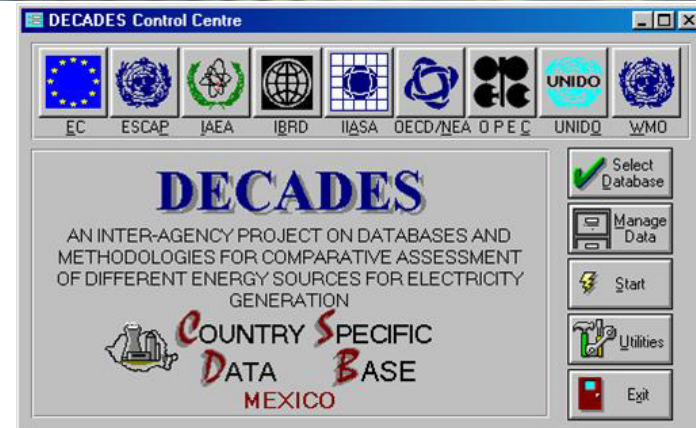 DECADES Control Centre
UNIDO
EC ESCAP IAEA IBRD IIASA OECD/NEA O P E C UNIDO WMO
DECADES
AN INTER-AGENCY PROJECT ON DATABASES AND
METHODOLOGIES FOR COMPARATIVE ASSESSMENT
OF DIFFERENT ENERGY SOURCES FOR ELECTRICITY
GENERATION
COUNTRY SPECIFIC
DATA BASE
MEXICO
Select
Database
Manage
Data
Start
Utilities
Exit